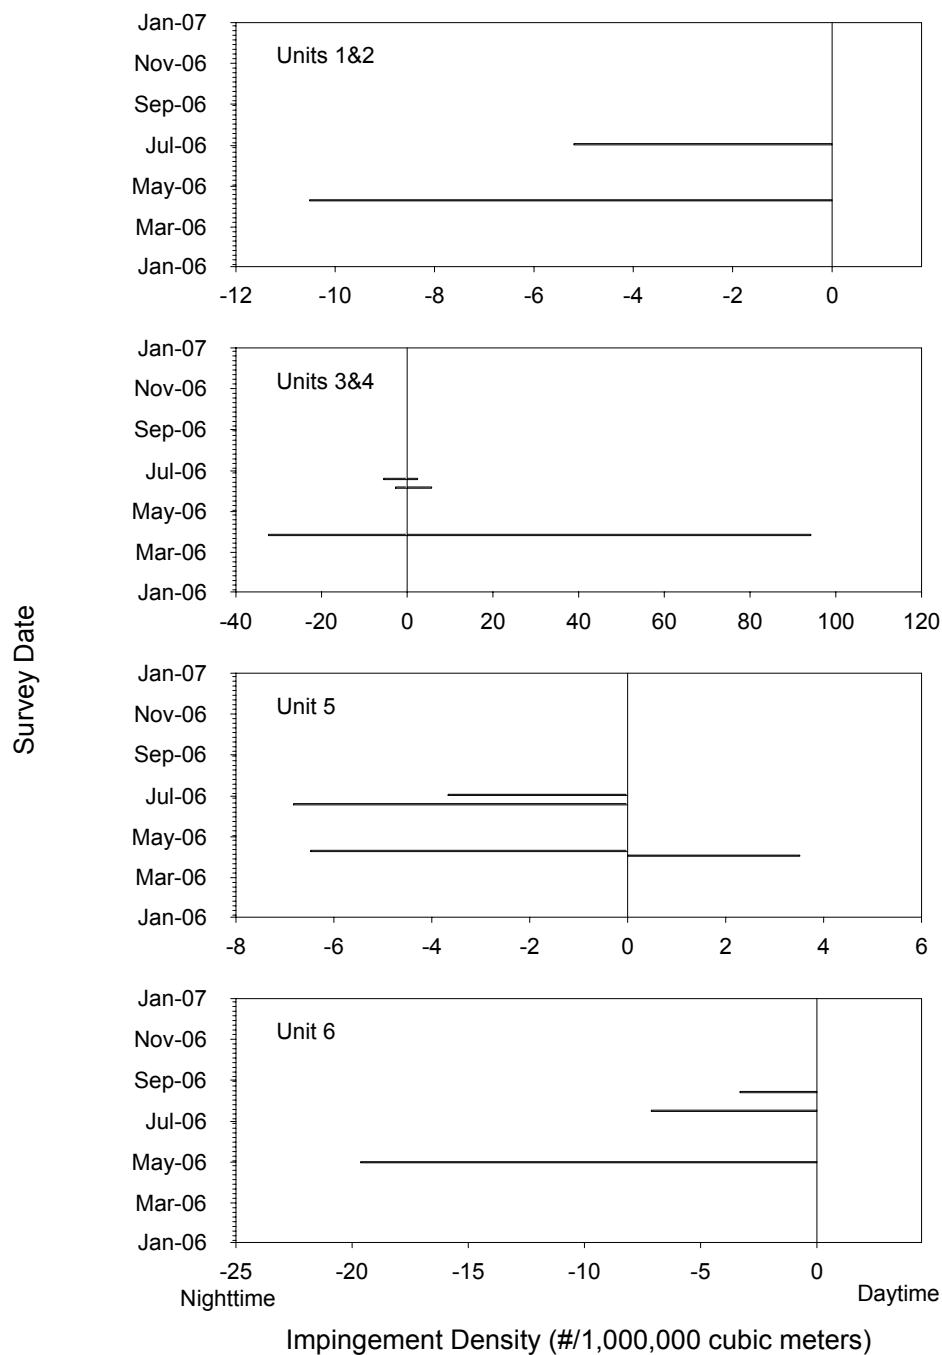 Jan-07
Units 1&2
Nov-06
Sep-06
Jul-06
May-06
Mar-06
Jan-06
-12 -10 -8 -6 -4 -2 0
Jan-07
Units 3&4
Nov-06
Sep-06
Jul-06
May-06
Mar-06
Jan-06
-40 -20 0 20 40 60 80 100 120
Survey Date
Jan-07
Unit 5
Nov-06
Sep-06
Jul-06
May-06
Mar-06
Jan-06
-8 -6 -4 -2 0 2 4 6
Jan-07
Unit 6
Nov-06
Sep-06
Jul-06
May-06
Mar-06
Jan-06
-25 -20 -15 -10 -5 0
Nighttime Daytime
Impingement Density (#/1,000,000 cubic meters)